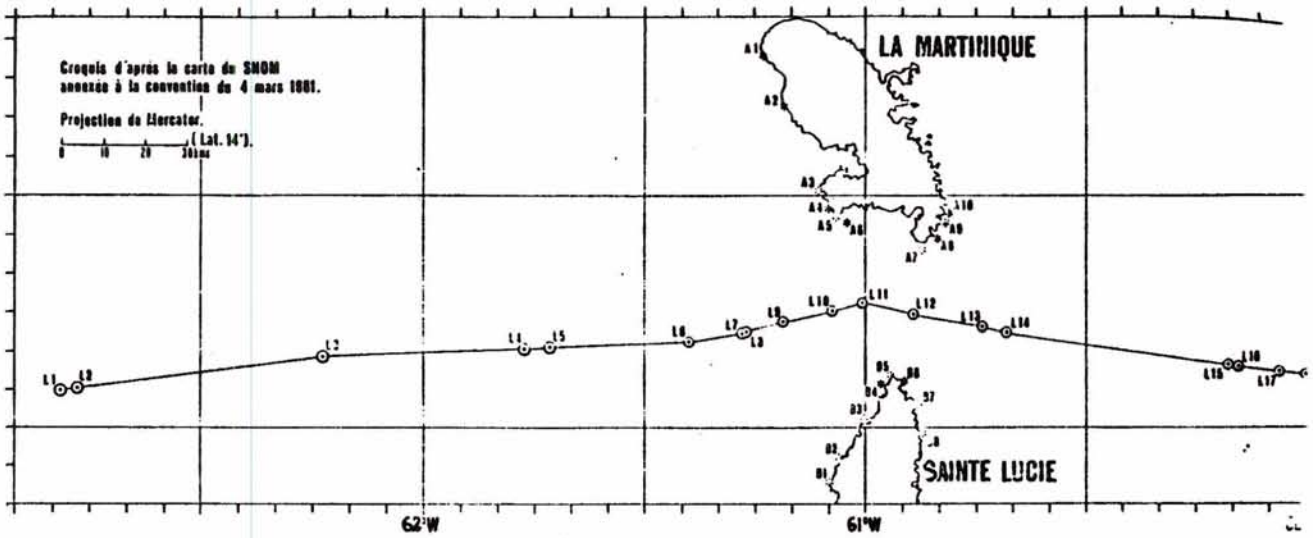 LA MARTINIQUE
Croquis d'après la carte du SHOM
annexée à la convention du 4 mars 1981.
Projection de Mercator.
(Lat. 14°).
0 10 20 30 kms
A1
A2
A3
A4
A5
A6
A7
A8
A9
A10
L1
L2
L3
L4
L5
L6
L7
L8
L9
L10
L11
L12
L13
L14
L15
L16
L17
B1
B2
B3
B4
B5
B6
B7
SAINTE LUCIE
62°W
61°W